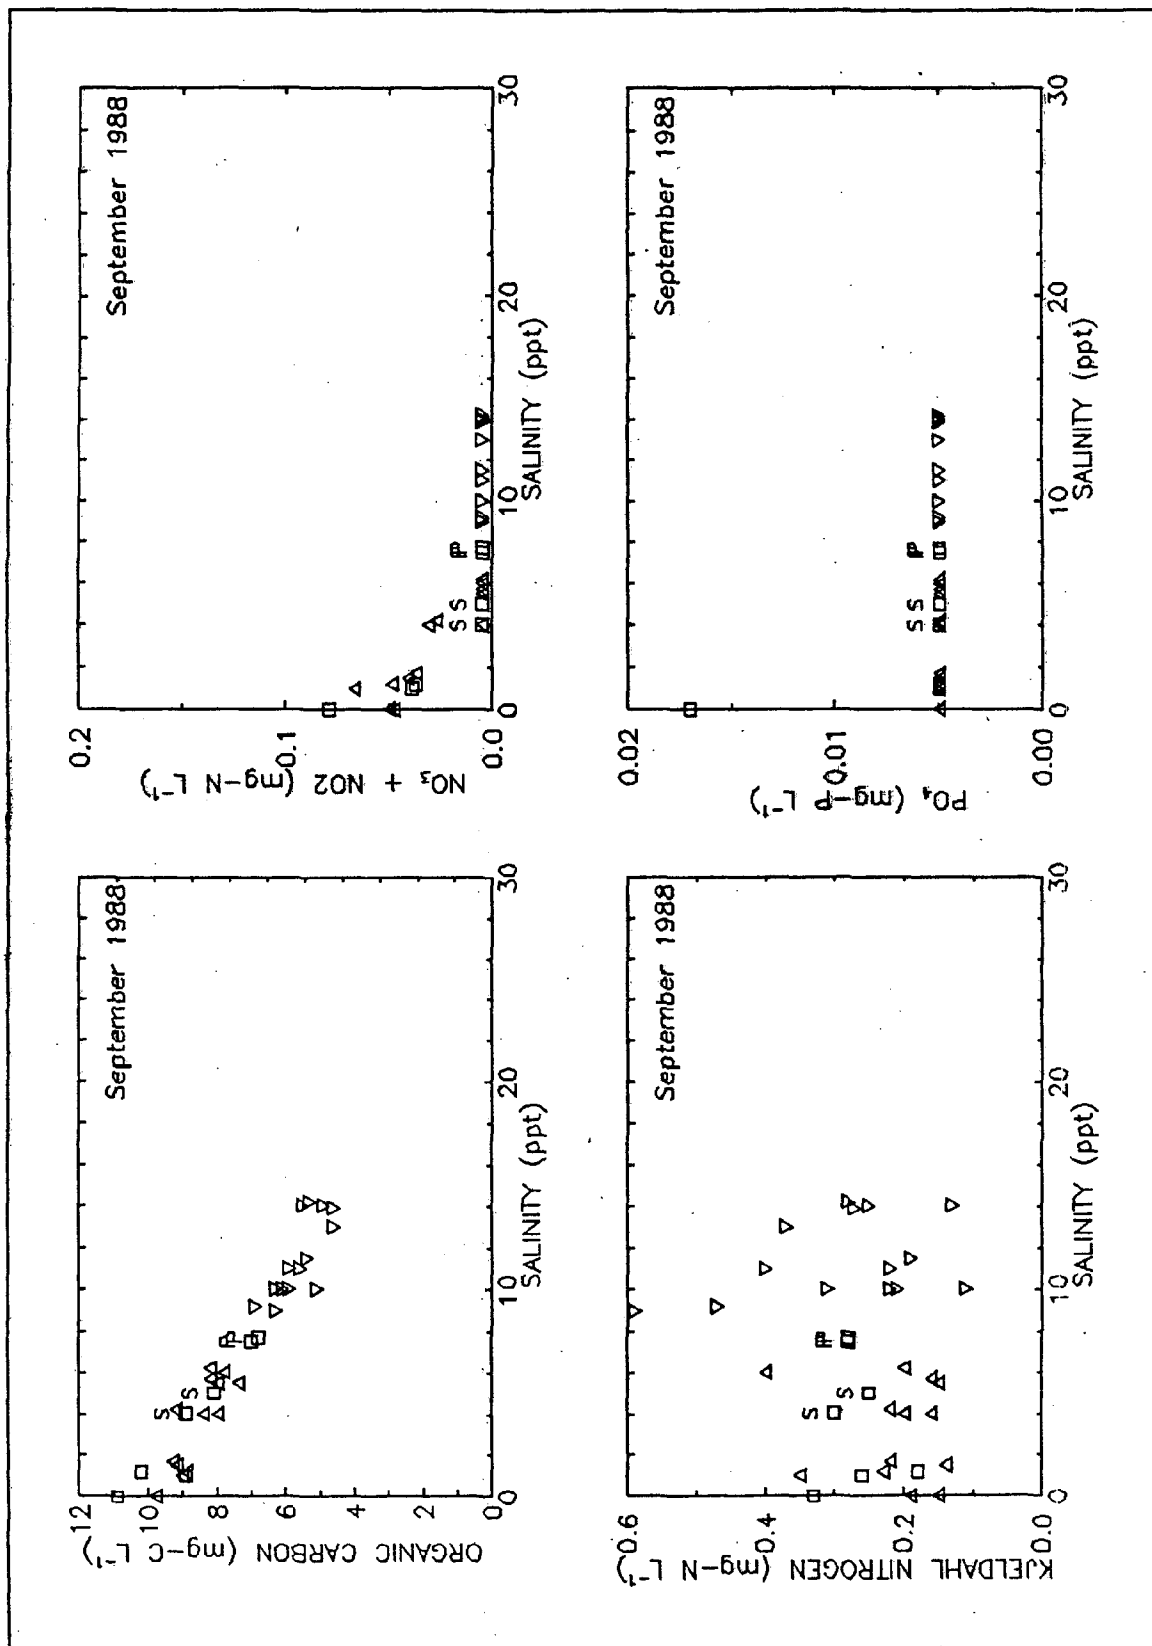 September 1988
ORGANIC CARBON (mg-C L⁻¹)
12
10
8
6
4
2
0
S
S
P
P
0
10
20
30
SALINITY (ppt)
September 1988
NO₃ + NO2 (mg-N L⁻¹)
0.2
0.1
0.0
S S
P
0
10
20
30
SALINITY (ppt)
September 1988
KJELDAHL NITROGEN (mg-N L⁻¹)
0.6
0.4
0.2
0.0
S
S
P
0
10
20
30
SALINITY (ppt)
September 1988
PO₄ (mg-P L⁻¹)
0.02
0.01
0.00
S S
P
0
10
20
30
SALINITY (ppt)